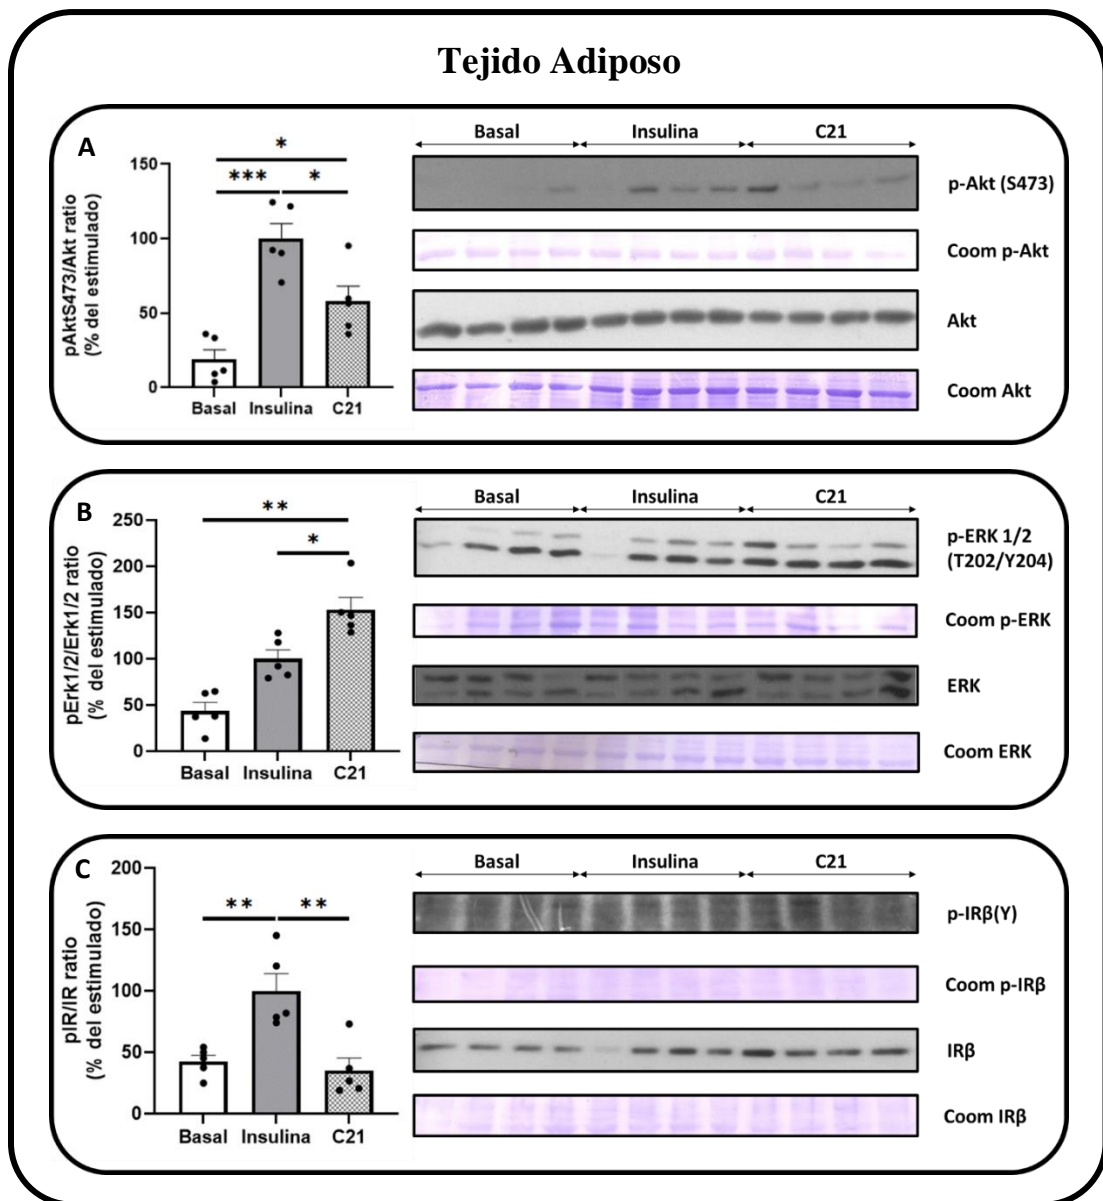 Tejido Adiposo
A
pAktS473/Akt ratio
(% del estimulado)
150
100
50
0
*
***
*
Basal Insulina C21
Basal Insulina C21
p-Akt (S473)
Coom p-Akt
Akt
Coom Akt
B
pErk1/2/Erk1/2 ratio
(% del estimulado)
250
200
150
100
50
0
**
*
Basal Insulina C21
Basal Insulina C21
p-ERK 1/2
(T202/Y204)
Coom p-ERK
ERK
Coom ERK
C
pIR/IR ratio
(% del estimulado)
200
150
100
50
0
** **
Basal Insulina C21
Basal Insulina C21
p-IRβ(Y)
Coom p-IRβ
IRβ
Coom IRβ